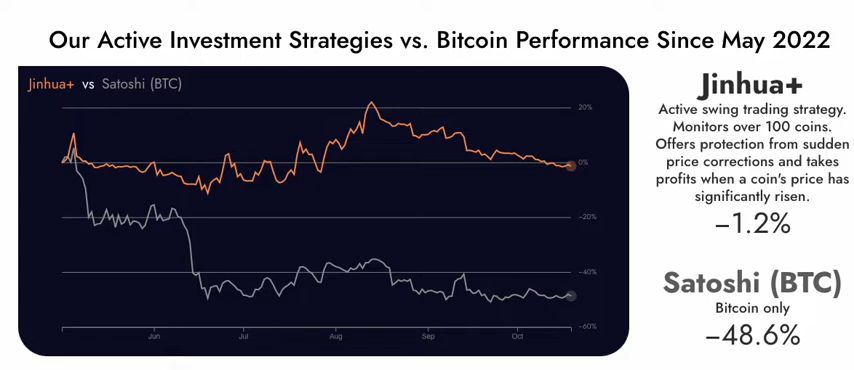 Our Active Investment Strategies vs. Bitcoin Performance Since May 2022
Jinhua+ vs Satoshi (BTC)
20%
0%
−20%
−40%
−60%
Jun Jul Aug Sep Oct
Jinhua+
Active swing trading strategy.
Monitors over 100 coins.
Offers protection from sudden
price corrections and takes
profits when a coin's price has
significantly risen.
−1.2%
Satoshi (BTC)
Bitcoin only
−48.6%